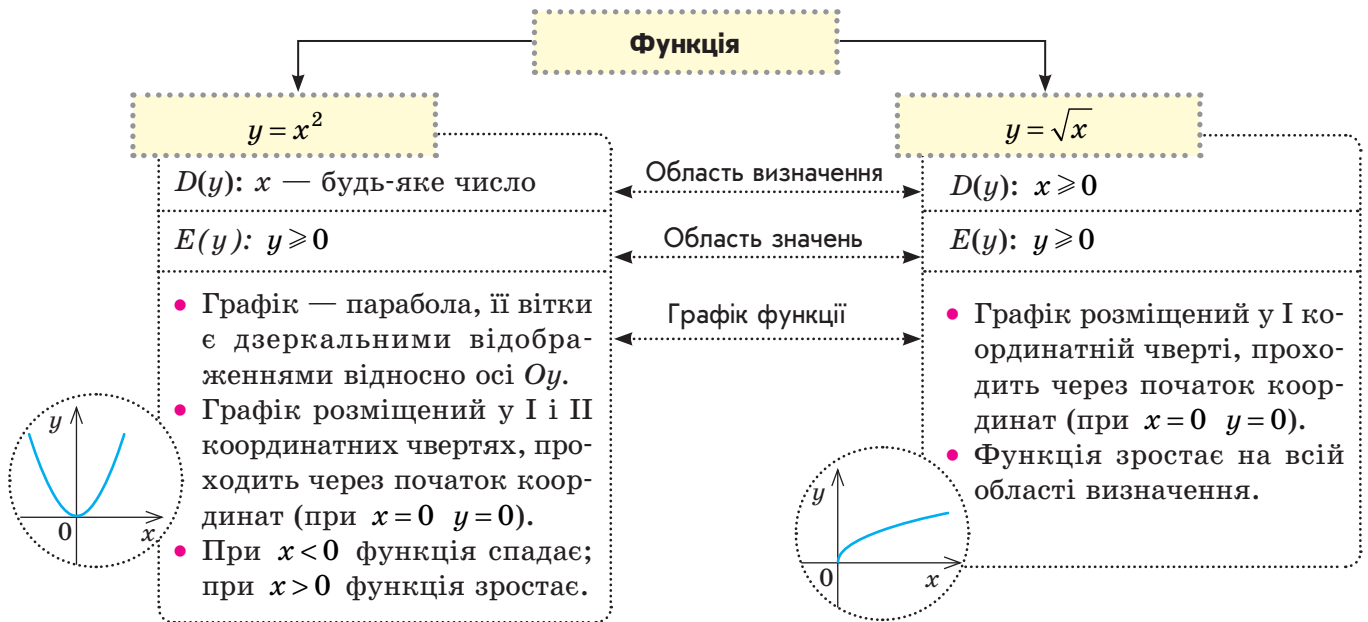 Функція
y = x²
D(y): x — будь-яке число
E(y): y ⩾ 0
• Графік — парабола, її вітки
є дзеркальними відобра-
женнями відносно осі Oy.
• Графік розміщений у I і II
координатних чвертях, про-
ходить через початок коор-
динат (при x = 0 y = 0).
• При x < 0 функція спадає;
при x > 0 функція зростає.
y
0
x
Область визначення
Область значень
Графік функції
y = √x
D(y): x ⩾ 0
E(y): y ⩾ 0
• Графік розміщений у I ко-
ординатній чверті, прохо-
дить через початок коор-
динат (при x = 0 y = 0).
• Функція зростає на всій
області визначення.
y
0
x